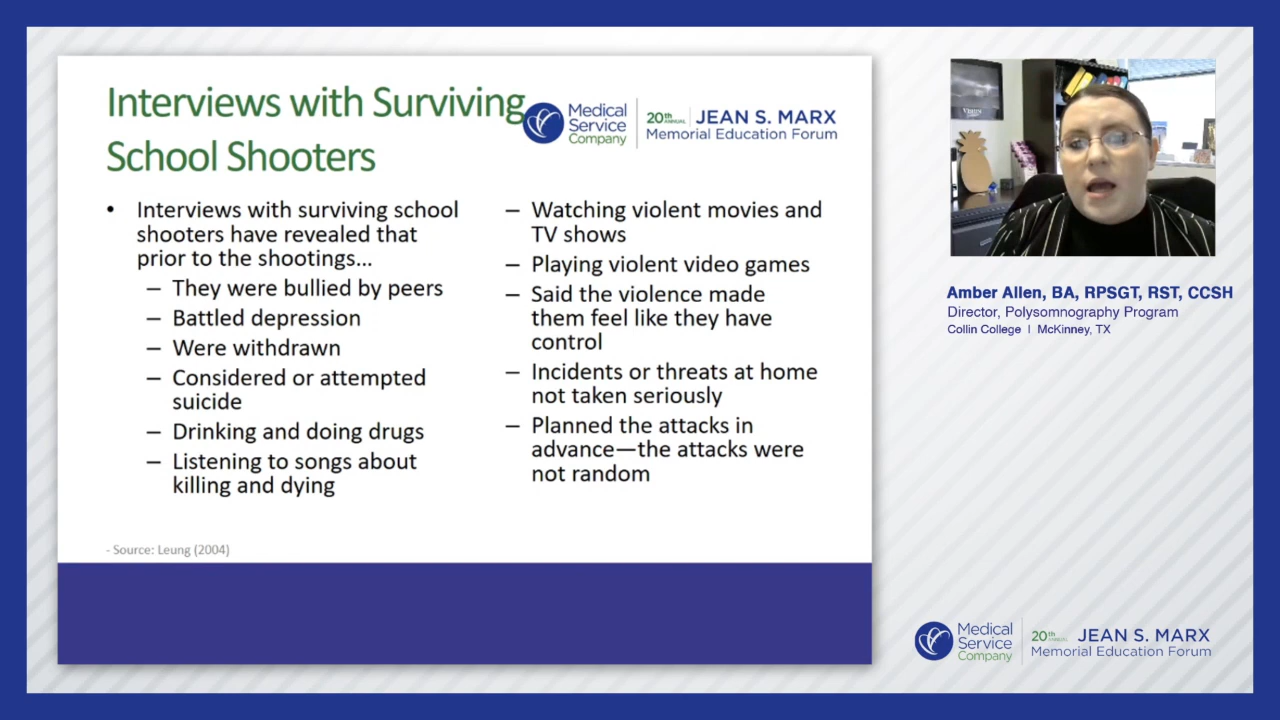 Interviews with Surviving
School Shooters
Medical
Service
Company
20th
ANNUAL
JEAN S. MARX
Memorial Education Forum
• Interviews with surviving school
shooters have revealed that
prior to the shootings...
– They were bullied by peers
– Battled depression
– Were withdrawn
– Considered or attempted
suicide
– Drinking and doing drugs
– Listening to songs about
killing and dying
– Watching violent movies and
TV shows
– Playing violent video games
– Said the violence made
them feel like they have
control
– Incidents or threats at home
not taken seriously
– Planned the attacks in
advance—the attacks were
not random
- Source: Leung (2004)
Amber Allen, BA, RPSGT, RST, CCSH
Director, Polysomnography Program
Collin College | McKinney, TX
Medical
Service
Company
20th
ANNUAL
JEAN S. MARX
Memorial Education Forum